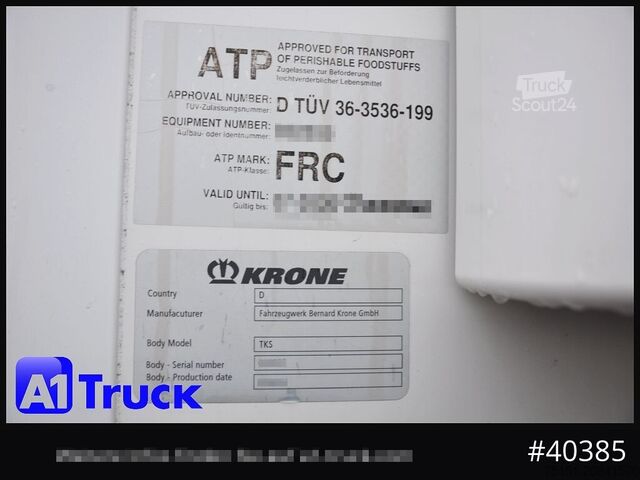 ATP
APPROVED FOR TRANSPORT
OF PERISHABLE FOODSTUFFS
Zugelassen zur Beförderung
leichtverderblicher Lebensmittel
APPROVAL NUMBER: D TÜV 36-3536-199
TÜV-Zulassungsnummer:
EQUIPMENT NUMBER:
Aufbau- oder Identnummer:
ATP MARK: FRC
ATP-Klasse:
VALID UNTIL:
Gültig bis:
Truck
Scout24
KRONE
Country D
Manufacuturer Fahrzeugwerk Bernard Krone GmbH
Body Model TKS
Body - Serial number
Body - Production date
A1 Truck
#40385